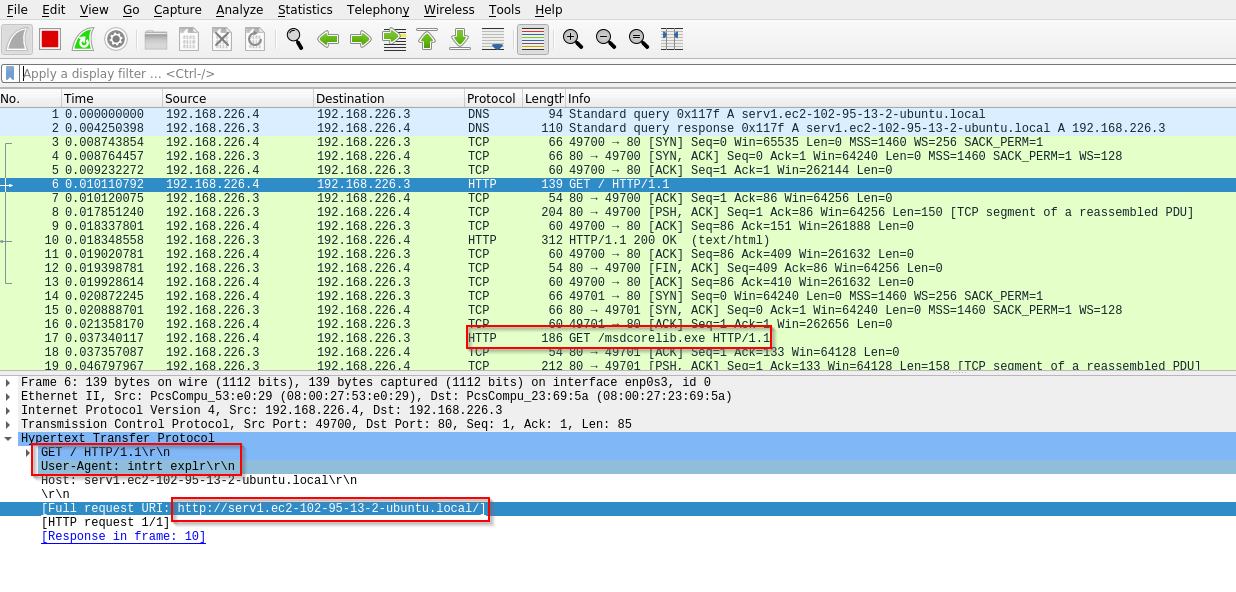 File Edit View Go Capture Analyze Statistics Telephony Wireless Tools Help
Apply a display filter … <Ctrl-/>
No. Time Source Destination Protocol Length Info
1 0.000000000 192.168.226.4 192.168.226.3 DNS 94 Standard query 0x117f A serv1.ec2-102-95-13-2-ubuntu.local
2 0.004250398 192.168.226.3 192.168.226.4 DNS 110 Standard query response 0x117f A serv1.ec2-102-95-13-2-ubuntu.local A 192.168.226.3
3 0.008743854 192.168.226.4 192.168.226.3 TCP 66 49700 → 80 [SYN] Seq=0 Win=65535 Len=0 MSS=1460 WS=256 SACK_PERM=1
4 0.008764457 192.168.226.3 192.168.226.4 TCP 66 80 → 49700 [SYN, ACK] Seq=0 Ack=1 Win=64240 Len=0 MSS=1460 SACK_PERM=1 WS=128
5 0.009232272 192.168.226.4 192.168.226.3 TCP 60 49700 → 80 [ACK] Seq=1 Ack=1 Win=262144 Len=0
6 0.010110792 192.168.226.4 192.168.226.3 HTTP 139 GET / HTTP/1.1
7 0.010120075 192.168.226.3 192.168.226.4 TCP 54 80 → 49700 [ACK] Seq=1 Ack=86 Win=64256 Len=0
8 0.017851240 192.168.226.3 192.168.226.4 TCP 204 80 → 49700 [PSH, ACK] Seq=1 Ack=86 Win=64256 Len=150 [TCP segment of a reassembled PDU]
9 0.018337801 192.168.226.4 192.168.226.3 TCP 60 49700 → 80 [ACK] Seq=86 Ack=151 Win=261888 Len=0
10 0.018348558 192.168.226.3 192.168.226.4 HTTP 312 HTTP/1.1 200 OK (text/html)
11 0.019020781 192.168.226.4 192.168.226.3 TCP 60 49700 → 80 [ACK] Seq=86 Ack=409 Win=261632 Len=0
12 0.019398781 192.168.226.3 192.168.226.4 TCP 54 80 → 49700 [FIN, ACK] Seq=409 Ack=86 Win=64256 Len=0
13 0.019928614 192.168.226.4 192.168.226.3 TCP 60 49700 → 80 [ACK] Seq=86 Ack=410 Win=261632 Len=0
14 0.020872245 192.168.226.4 192.168.226.3 TCP 66 49701 → 80 [SYN] Seq=0 Win=64240 Len=0 MSS=1460 WS=256 SACK_PERM=1
15 0.020888701 192.168.226.3 192.168.226.4 TCP 66 80 → 49701 [SYN, ACK] Seq=0 Ack=1 Win=64240 Len=0 MSS=1460 SACK_PERM=1 WS=128
16 0.021358170 192.168.226.4 192.168.226.3 TCP 60 49701 → 80 [ACK] Seq=1 Ack=1 Win=262656 Len=0
17 0.037340117 192.168.226.4 192.168.226.3 HTTP 186 GET /msdcorelib.exe HTTP/1.1
18 0.037357087 192.168.226.3 192.168.226.4 TCP 54 80 → 49701 [ACK] Seq=1 Ack=133 Win=64128 Len=0
19 0.046797967 192.168.226.3 192.168.226.4 TCP 212 80 → 49701 [PSH, ACK] Seq=1 Ack=133 Win=64128 Len=158 [TCP segment of a reassembled PDU]
Frame 6: 139 bytes on wire (1112 bits), 139 bytes captured (1112 bits) on interface enp0s3, id 0
Ethernet II, Src: PcsCompu_53:e0:29 (08:00:27:53:e0:29), Dst: PcsCompu_23:69:5a (08:00:27:23:69:5a)
Internet Protocol Version 4, Src: 192.168.226.4, Dst: 192.168.226.3
Transmission Control Protocol, Src Port: 49700, Dst Port: 80, Seq: 1, Ack: 1, Len: 85
Hypertext Transfer Protocol
GET / HTTP/1.1\r\n
User-Agent: intrt explr\r\n
Host: serv1.ec2-102-95-13-2-ubuntu.local\r\n
\r\n
[Full request URI: http://serv1.ec2-102-95-13-2-ubuntu.local/]
[HTTP request 1/1]
[Response in frame: 10]